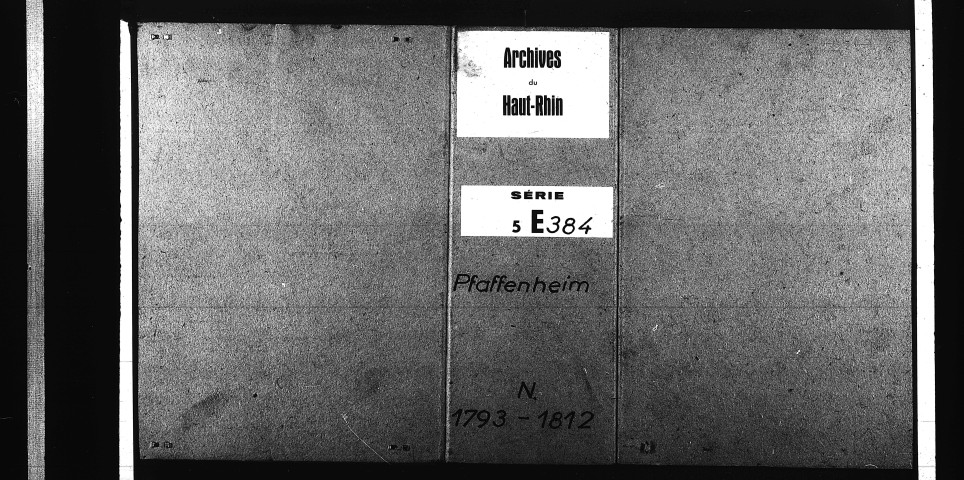 Archives
du
Haut-Rhin
SÉRIE
5 E384
Pfaffenheim
N.
1793 - 1812